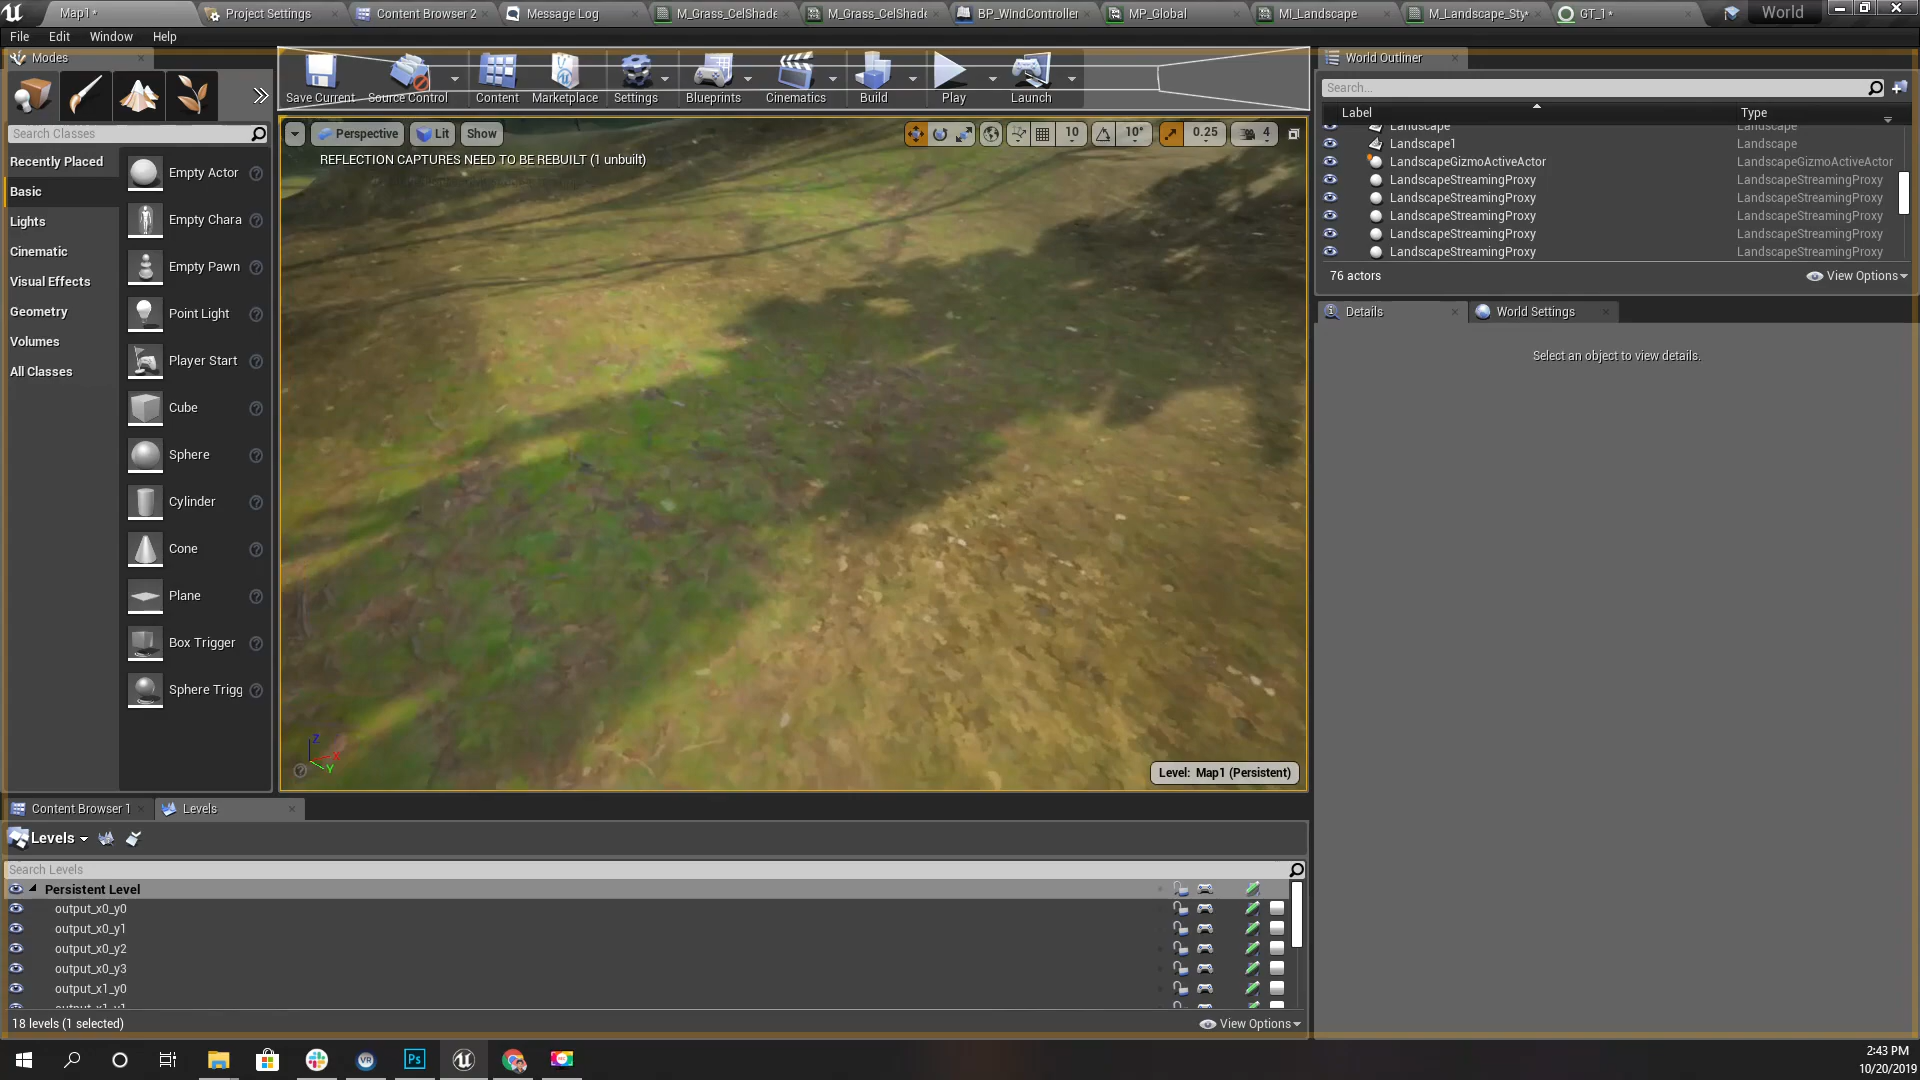 Map1*
Project Settings
Content Browser 2
Message Log
M_Grass_CelShade
M_Grass_CelShade
BP_WIndController
MP_Global
MI_Landscape
M_Landscape_Sty*
GT_1*
World
File
Edit
Window
Help
Modes
Search Classes
Recently Placed
Basic
Lights
Cinematic
Visual Effects
Geometry
Volumes
All Classes
Empty Actor
Empty Chara
Empty Pawn
Point Light
Player Start
Cube
Sphere
Cylinder
Cone
Plane
Box Trigger
Sphere Trigg
Save Current
Source Control
Content
Marketplace
Settings
Blueprints
Cinematics
Build
Play
Launch
Perspective
Lit
Show
10
10°
0.25
4
REFLECTION CAPTURES NEED TO BE REBUILT (1 unbuilt)
Z
X
Y
Level: Map1 (Persistent)
World Outliner
Search...
Label
Type
Landscape
Landscape
Landscape1
Landscape
LandscapeGizmoActiveActor
LandscapeGizmoActiveActor
LandscapeStreamingProxy
LandscapeStreamingProxy
LandscapeStreamingProxy
LandscapeStreamingProxy
LandscapeStreamingProxy
LandscapeStreamingProxy
LandscapeStreamingProxy
LandscapeStreamingProxy
LandscapeStreamingProxy
LandscapeStreamingProxy
76 actors
View Options
Details
World Settings
Select an object to view details.
Content Browser 1
Levels
Levels
Search Levels
Persistent Level
output_x0_y0
output_x0_y1
output_x0_y2
output_x0_y3
output_x1_y0
output_x1_y1
18 levels (1 selected)
View Options
VR
Ps
2:43 PM
10/20/2019